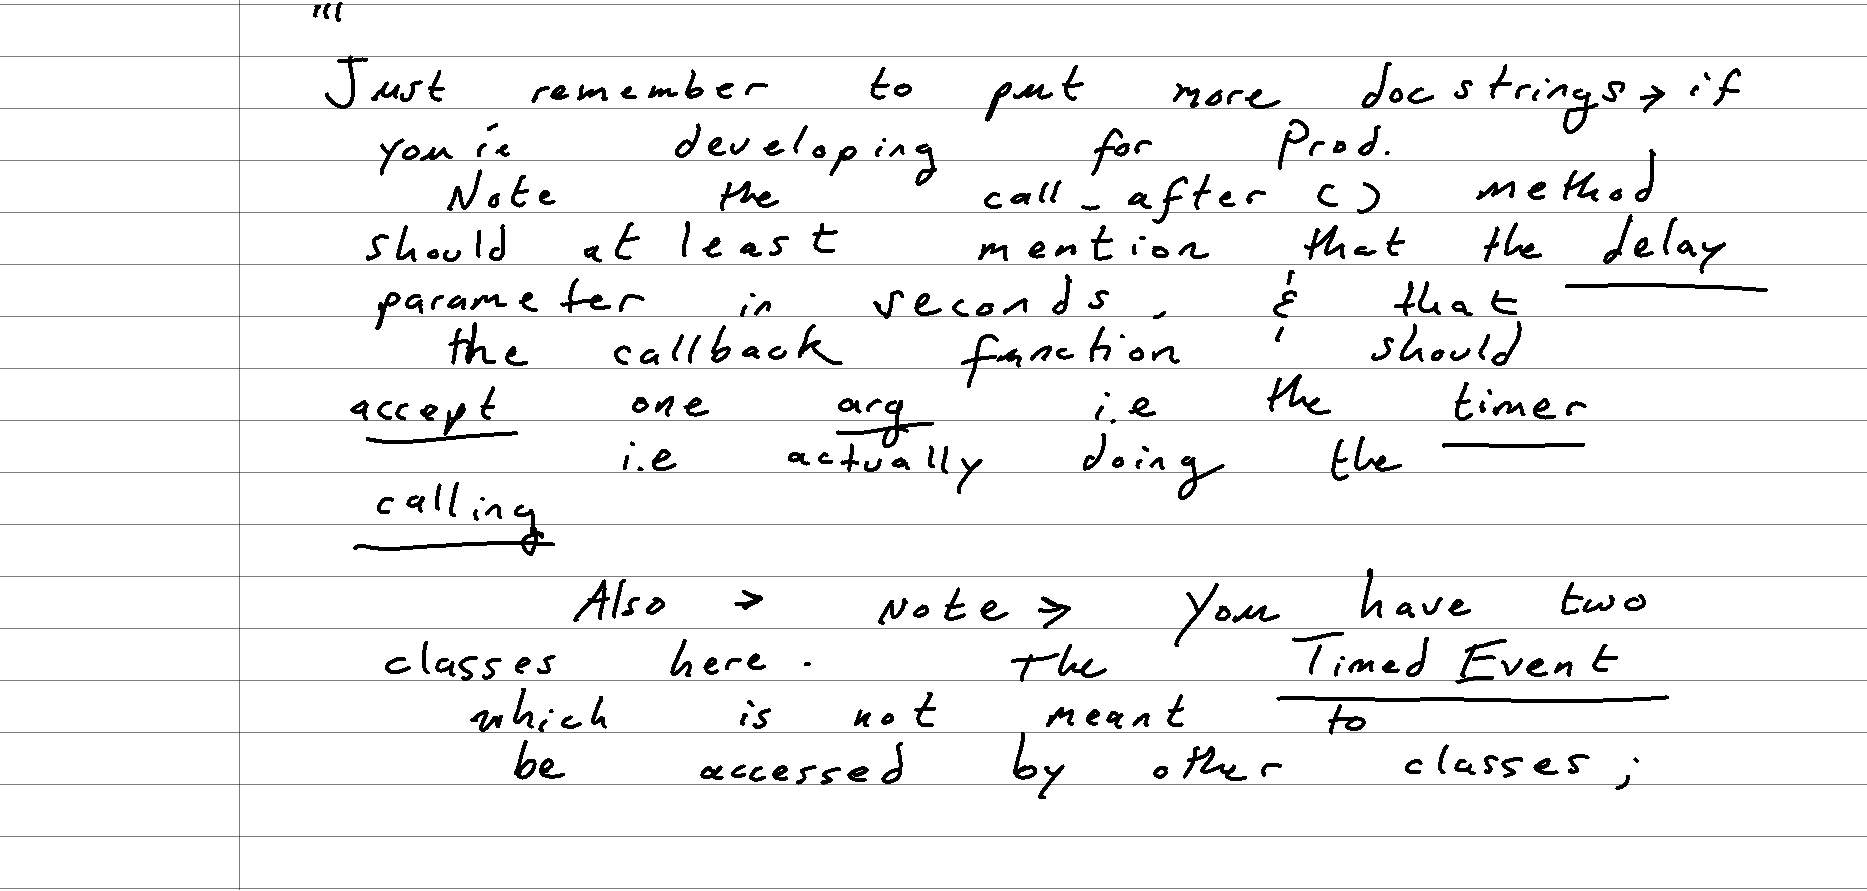 '''
Just remember to put more docstrings → if
you're developing for Prod.
Note the call_after() method
should at least mention that the delay
parameter in seconds, & that
the callback function should
accept one arg i.e the timer
i.e actually doing the
calling
Also → Note → You have two
classes here. The TimedEvent
which is not meant to
be accessed by other classes;